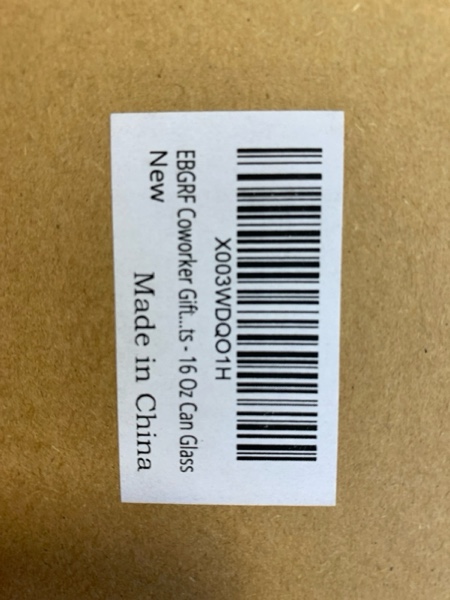 X003WDQO1H
EBGRF Coworker Gift...ts - 16 Oz Can Glass
New
Made in China